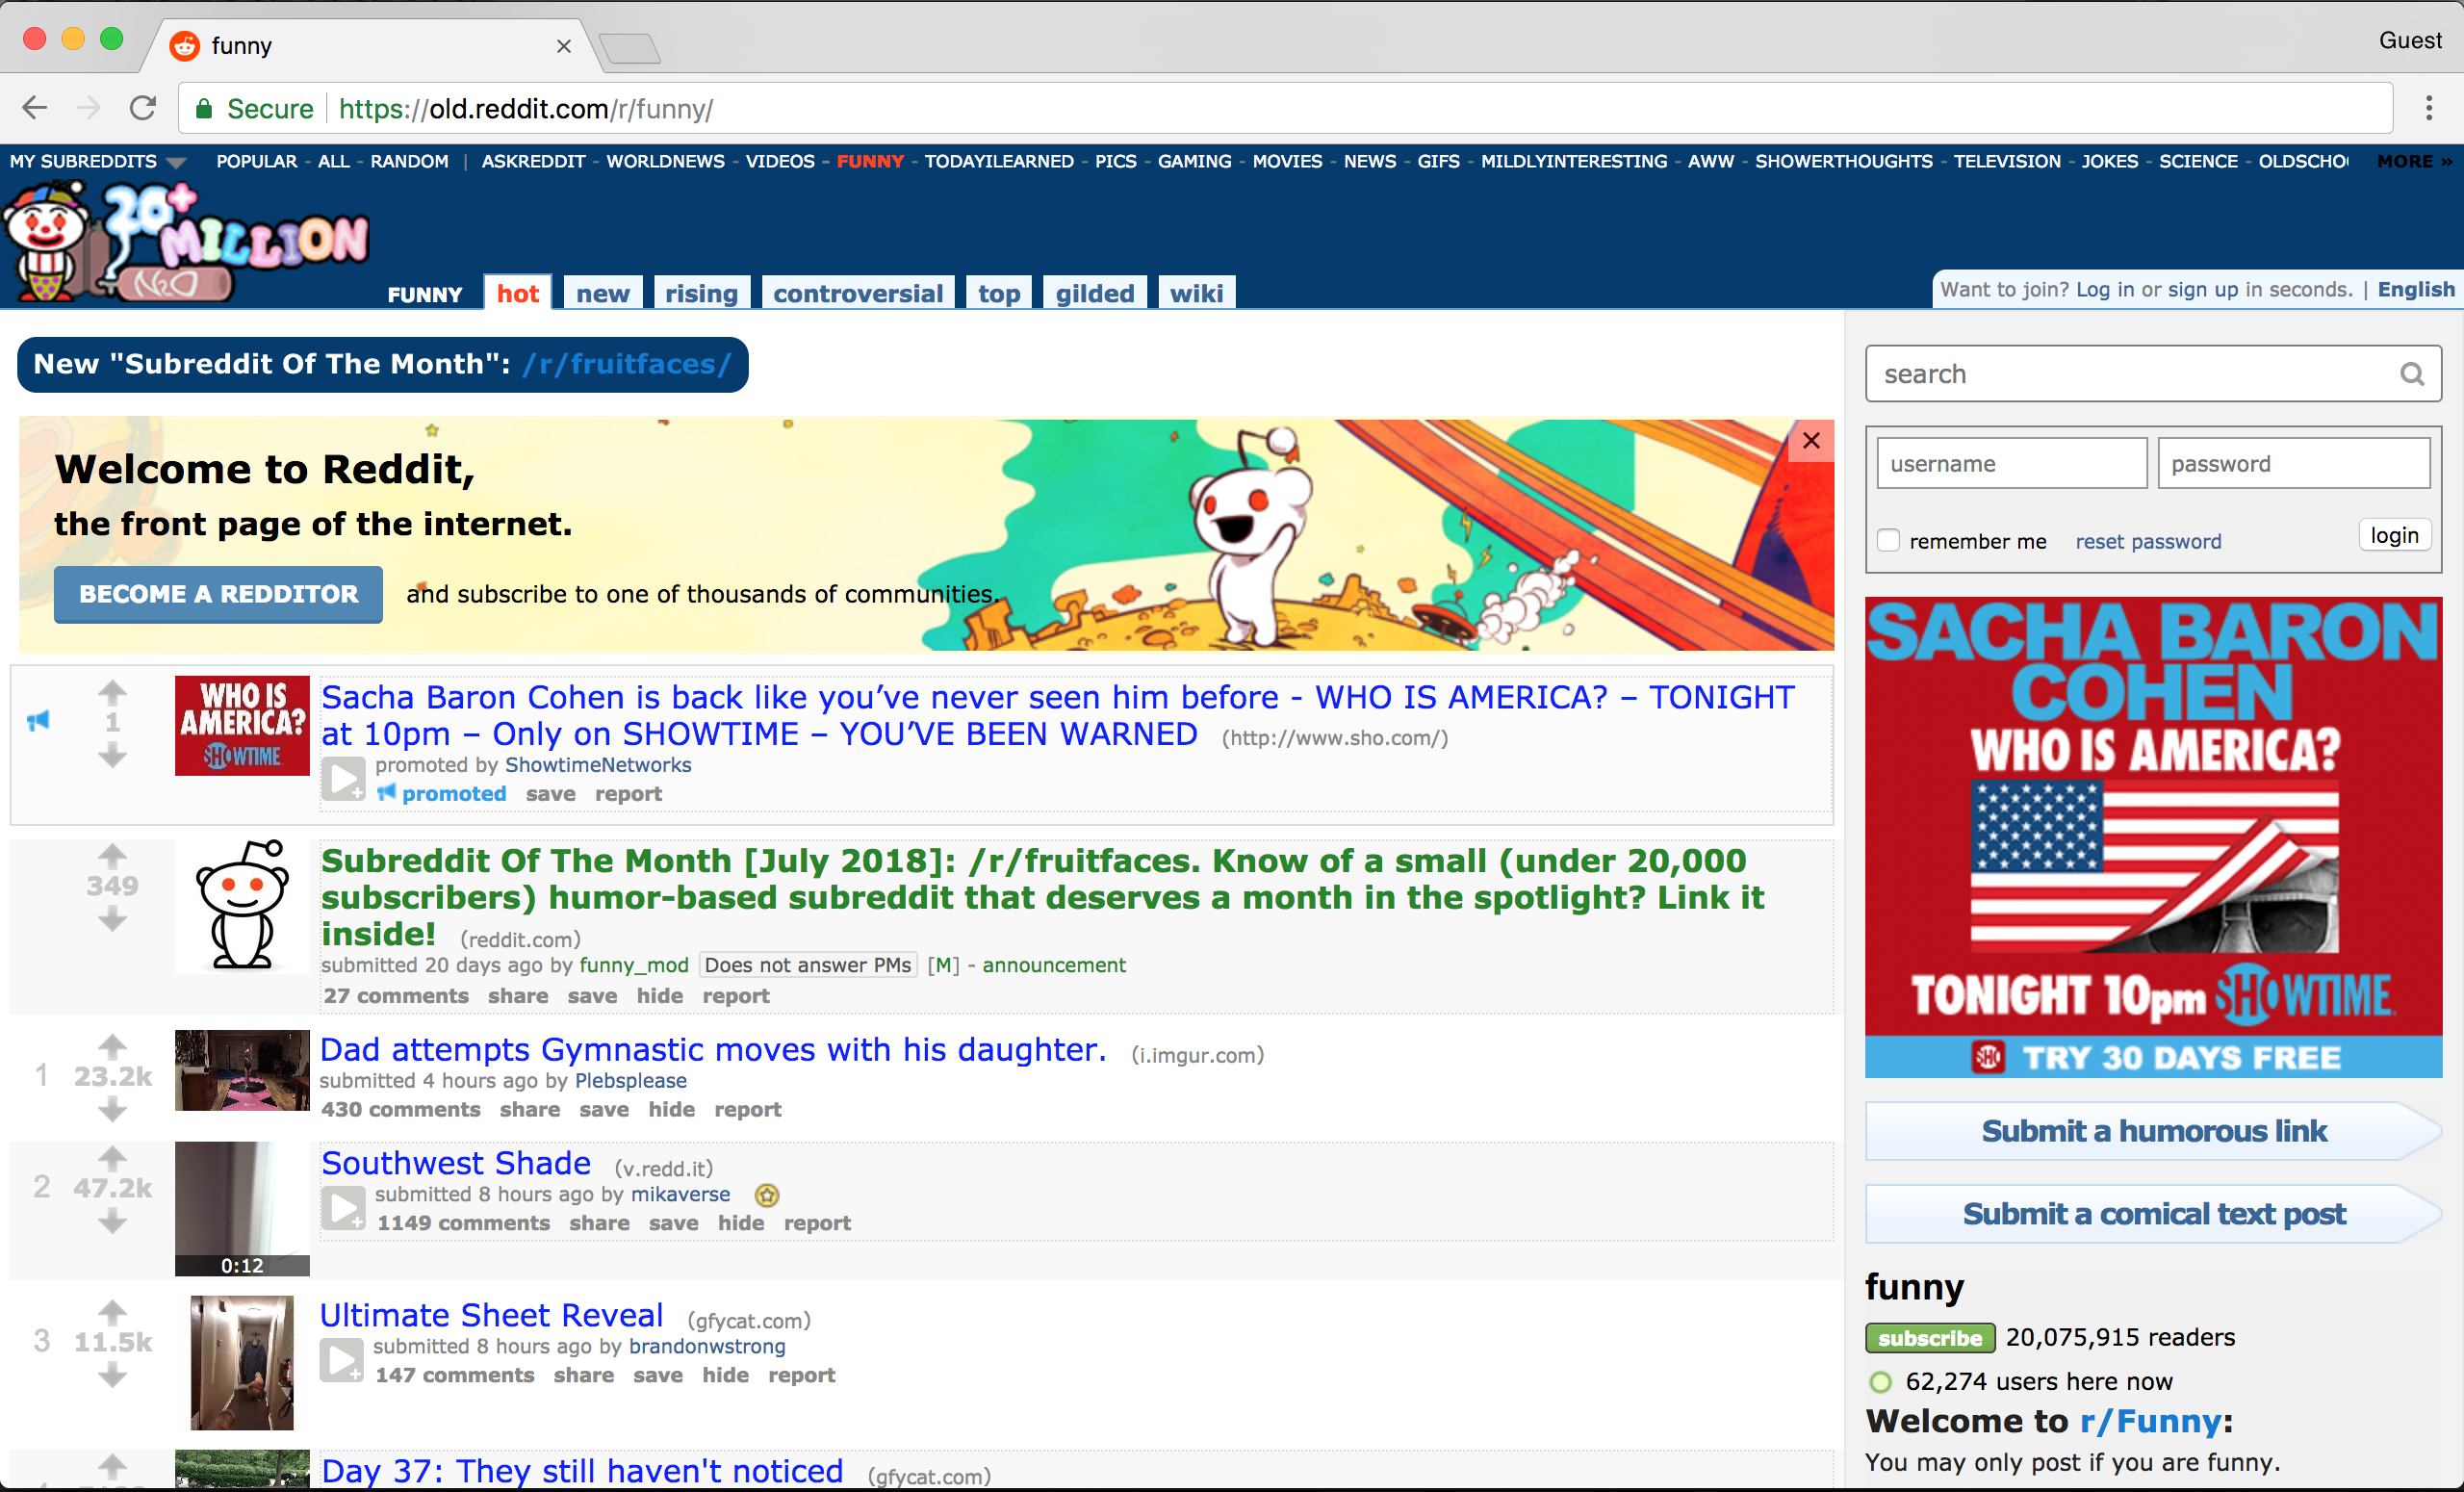 funny
Guest
Secure https://old.reddit.com/r/funny/
MY SUBREDDITS POPULAR - ALL - RANDOM | ASKREDDIT - WORLDNEWS - VIDEOS - FUNNY - TODAYILEARNED - PICS - GAMING - MOVIES - NEWS - GIFS - MILDLYINTERESTING - AWW - SHOWERTHOUGHTS - TELEVISION - JOKES - SCIENCE - OLDSCHO MORE »
20+
MILLION
N2O
FUNNY hot new rising controversial top gilded wiki
Want to join? Log in or sign up in seconds. | English
New "Subreddit Of The Month": /r/fruitfaces/
Welcome to Reddit,
the front page of the internet.
BECOME A REDDITOR and subscribe to one of thousands of communities.
1
WHO IS
AMERICA?
SHOWTIME
Sacha Baron Cohen is back like you’ve never seen him before - WHO IS AMERICA? – TONIGHT
at 10pm – Only on SHOWTIME – YOU’VE BEEN WARNED (http://www.sho.com/)
promoted by ShowtimeNetworks
promoted save report
349
Subreddit Of The Month [July 2018]: /r/fruitfaces. Know of a small (under 20,000
subscribers) humor-based subreddit that deserves a month in the spotlight? Link it
inside! (reddit.com)
submitted 20 days ago by funny_mod Does not answer PMs [M] - announcement
27 comments share save hide report
1 23.2k
Dad attempts Gymnastic moves with his daughter. (i.imgur.com)
submitted 4 hours ago by Plebsplease
430 comments share save hide report
2 47.2k
0:12
Southwest Shade (v.redd.it)
submitted 8 hours ago by mikaverse
1149 comments share save hide report
3 11.5k
Ultimate Sheet Reveal (gfycat.com)
submitted 8 hours ago by brandonwstrong
147 comments share save hide report
Day 37: They still haven't noticed (gfycat.com)
search
username password
remember me reset password login
SACHA BARON
COHEN
WHO IS AMERICA?
TONIGHT 10pm SHOWTIME
SHO TRY 30 DAYS FREE
Submit a humorous link
Submit a comical text post
funny
subscribe 20,075,915 readers
62,274 users here now
Welcome to r/Funny:
You may only post if you are funny.